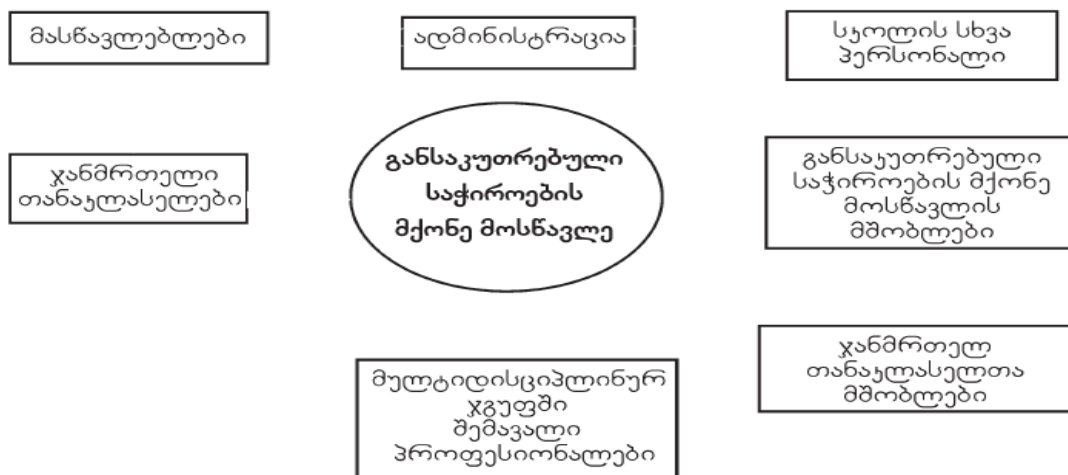 მასწავლებლები
ადმინისტრაცია
სკოლის სხვა
პერსონალი
ჯანმრთელი
თანაკლასელები
განსაკუთრებული
საჭიროების
მქონე მოსწავლე
განსაკუთრებული
საჭიროების მქონე
მოსწავლის
მშობლები
ჯანმრთელ
თანაკლასელთა
მშობლები
მულტიდისციპლინურ
ჯგუფში
შემავალი
პროფესიონალები